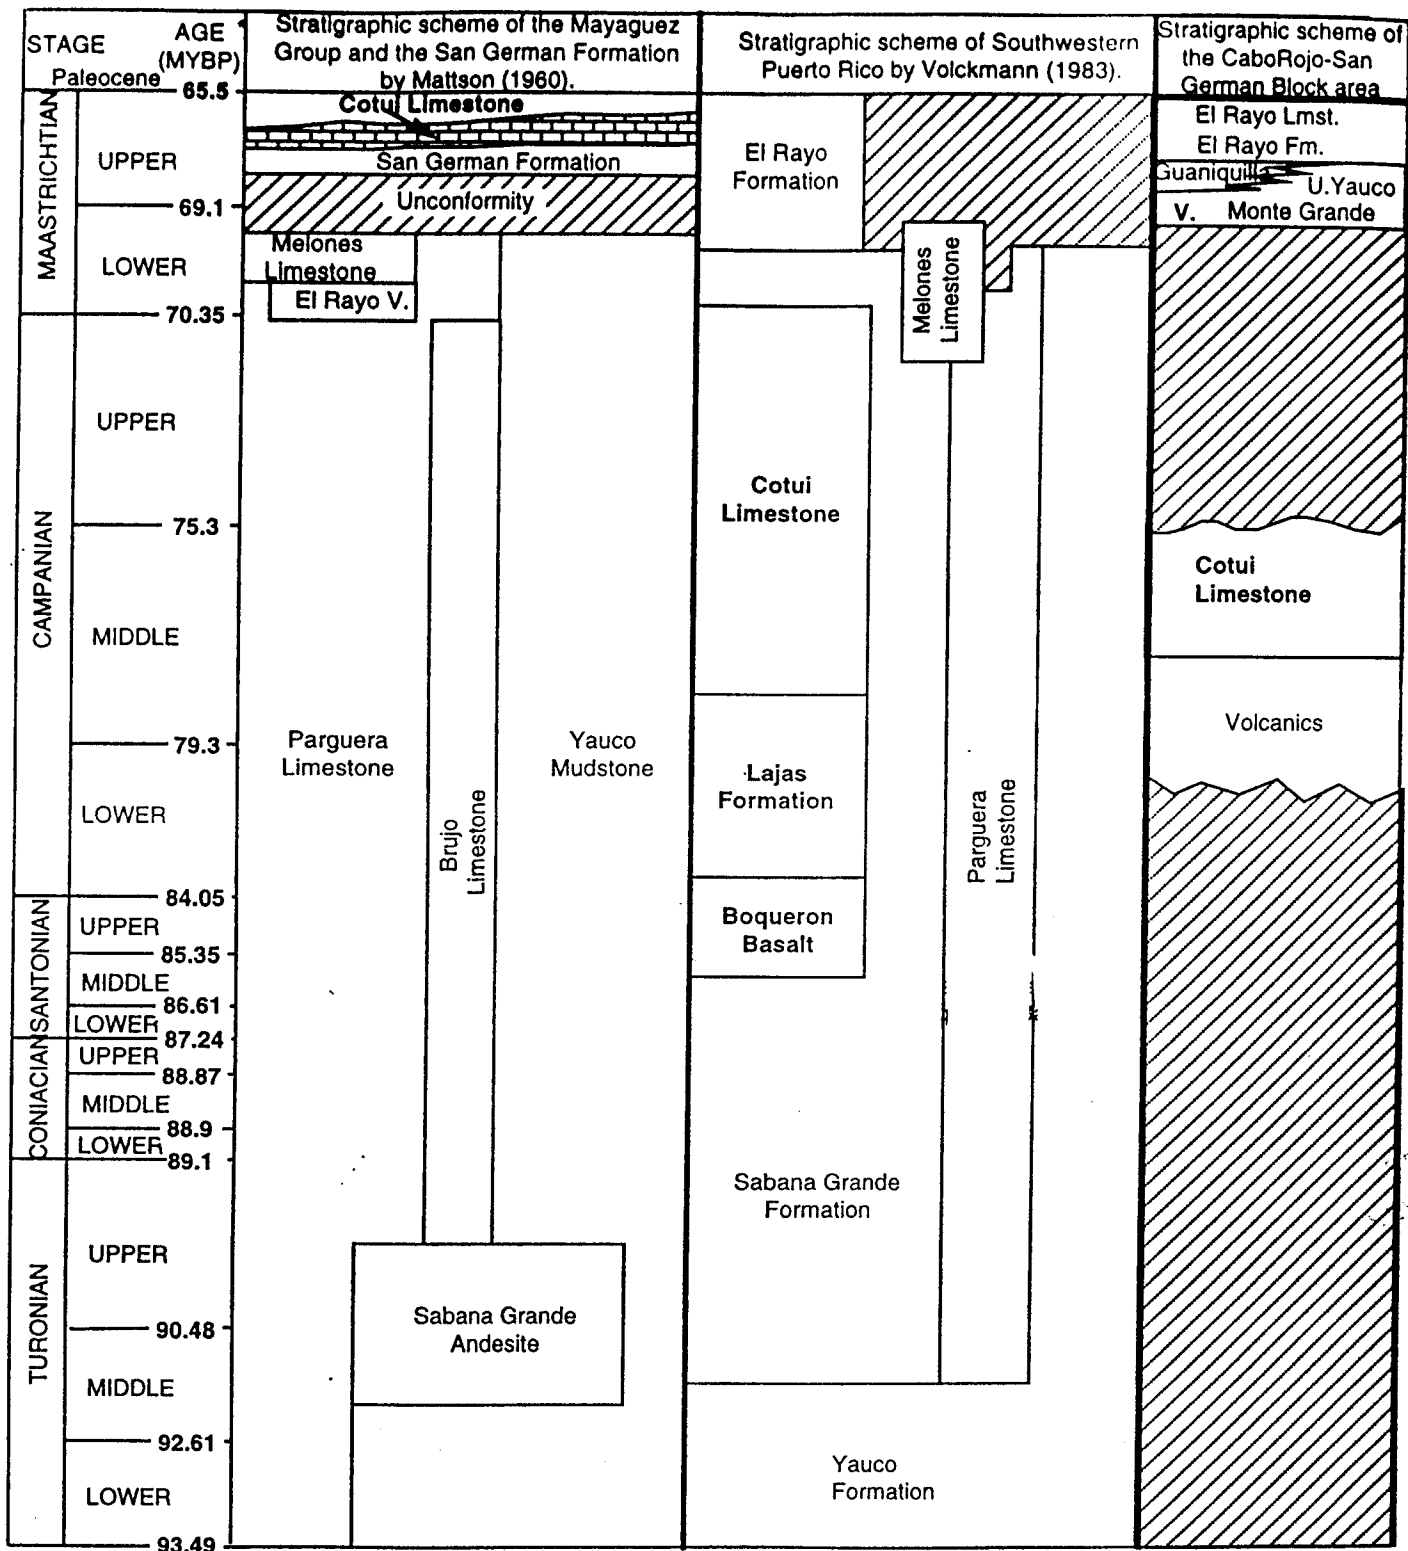 STAGE
AGE
(MYBP)
Paleocene
65.5
MAASTRICHTIAN
UPPER
69.1
LOWER
70.35
CAMPANIAN
UPPER
75.3
MIDDLE
79.3
LOWER
84.05
SANTONIAN
UPPER
85.35
MIDDLE
86.61
LOWER
87.24
CONIACIAN
UPPER
88.87
MIDDLE
88.9
LOWER
89.1
TURONIAN
UPPER
90.48
MIDDLE
92.61
LOWER
93.49
Stratigraphic scheme of the Mayaguez
Group and the San German Formation
by Mattson (1960).
Cotui Limestone
San German Formation
Unconformity
Melones
Limestone
El Rayo V.
Parguera
Limestone
Brujo
Limestone
Yauco
Mudstone
Sabana Grande
Andesite
Stratigraphic scheme of Southwestern
Puerto Rico by Volckmann (1983).
El Rayo
Formation
Melones
Limestone
Cotui
Limestone
Lajas
Formation
Boqueron
Basalt
Parguera
Limestone
Sabana Grande
Formation
Yauco
Formation
Stratigraphic scheme of
the CaboRojo-San
German Block area
El Rayo Lmst.
El Rayo Fm.
U.Yauco
V. Monte Grande
Cotui
Limestone
Volcanics